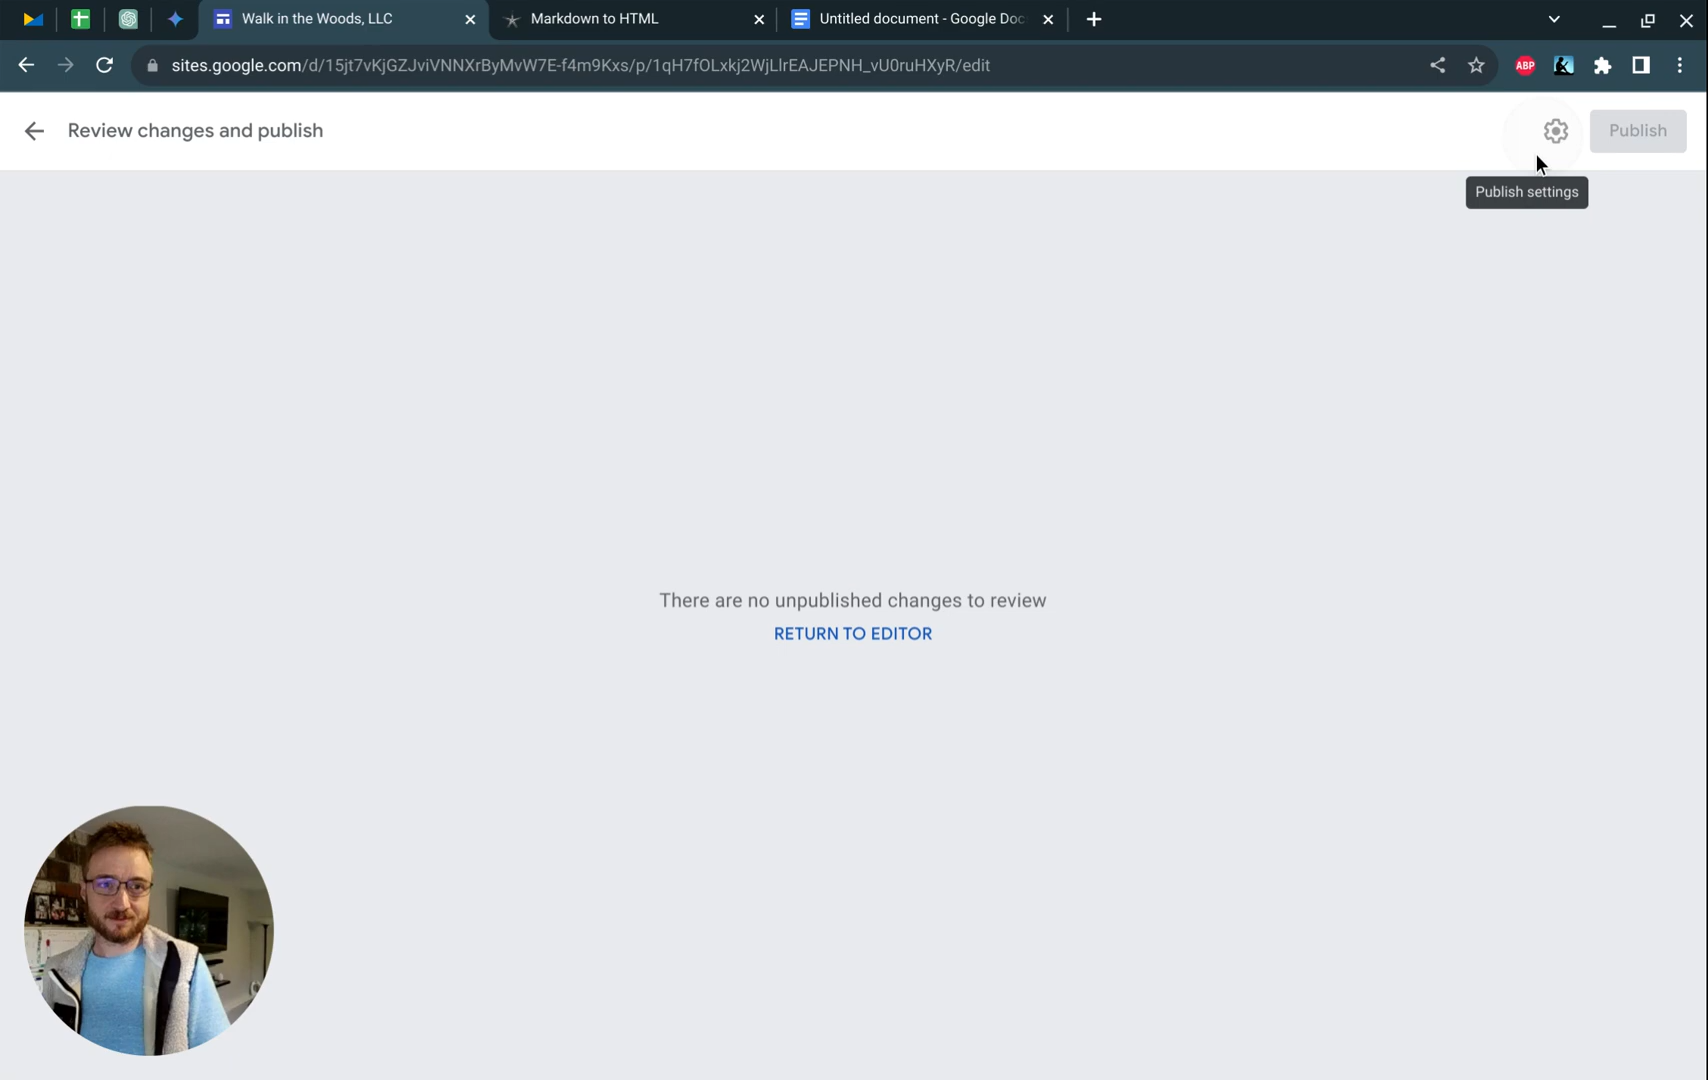 Walk in the Woods, LLC
Markdown to HTML
Untitled document - Google Doc
sites.google.com/d/15jt7vKjGZJviVNNXrByMvW7E-f4m9Kxs/p/1qH7fOLxkj2WjLlrEAJEPNH_vU0ruHXyR/edit
ABP
Review changes and publish
Publish
Publish settings
There are no unpublished changes to review
RETURN TO EDITOR